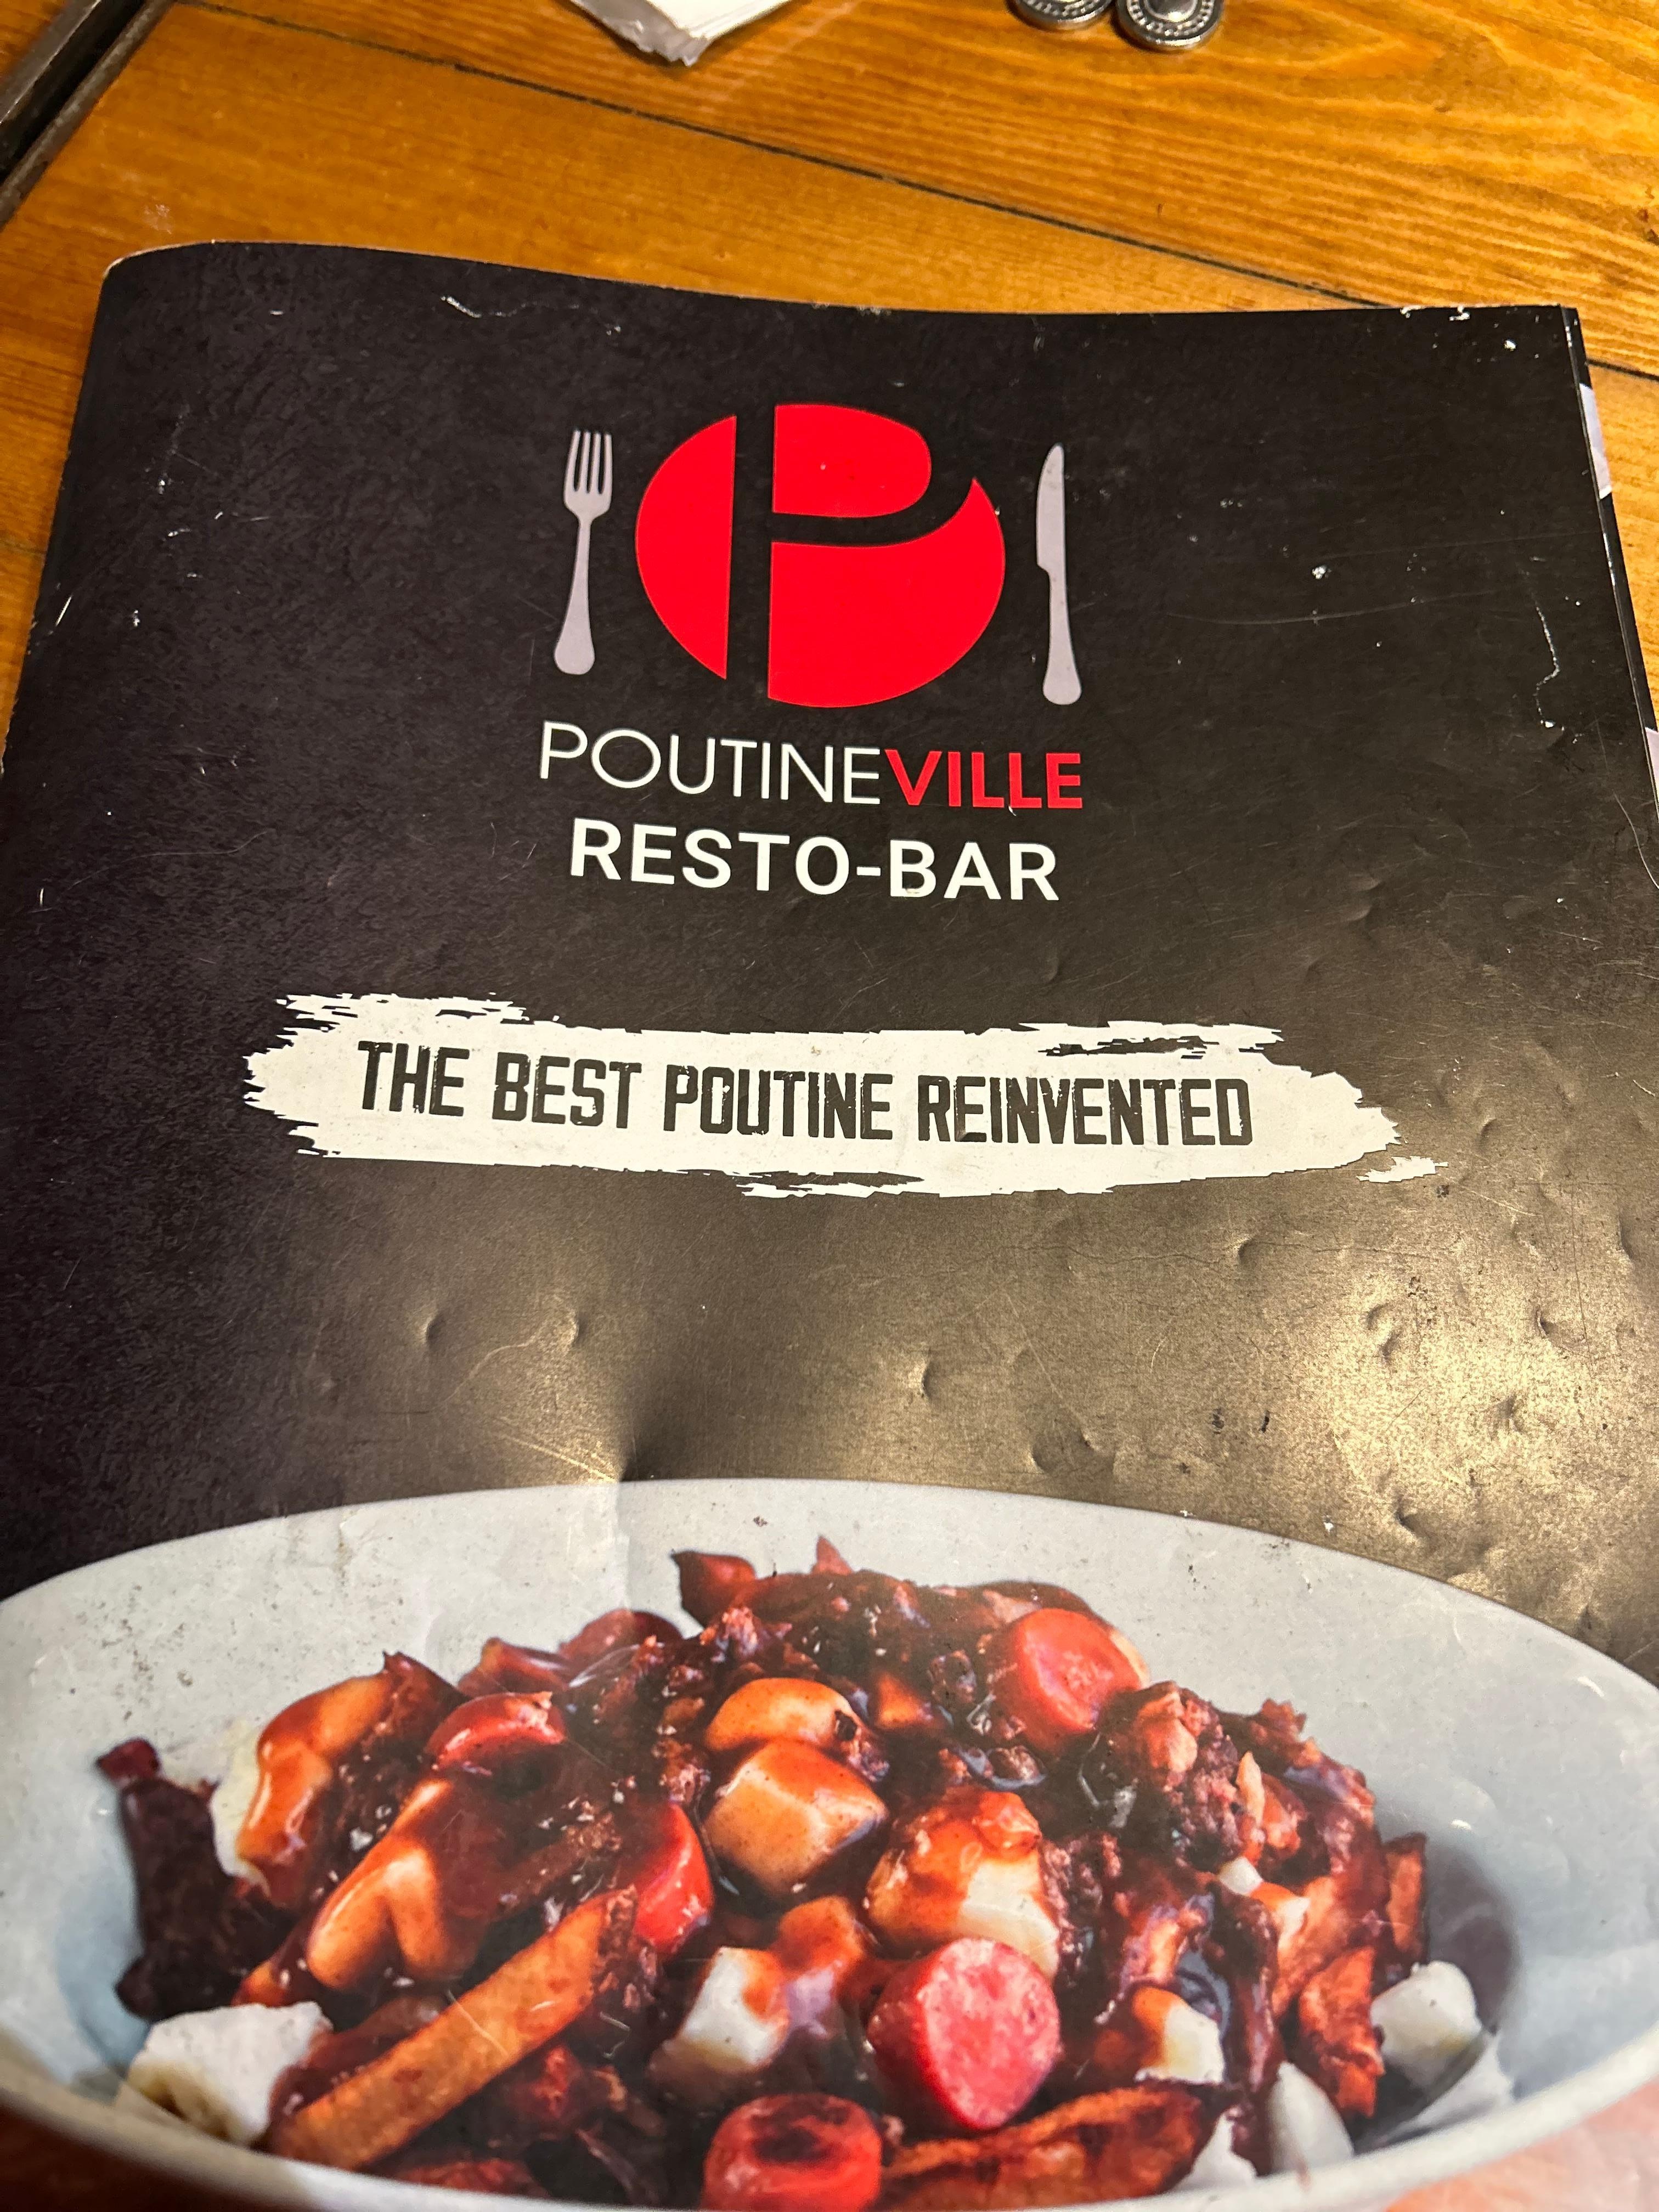 POUTINEVILLE
RESTO-BAR
THE BEST POUTINE REINVENTED